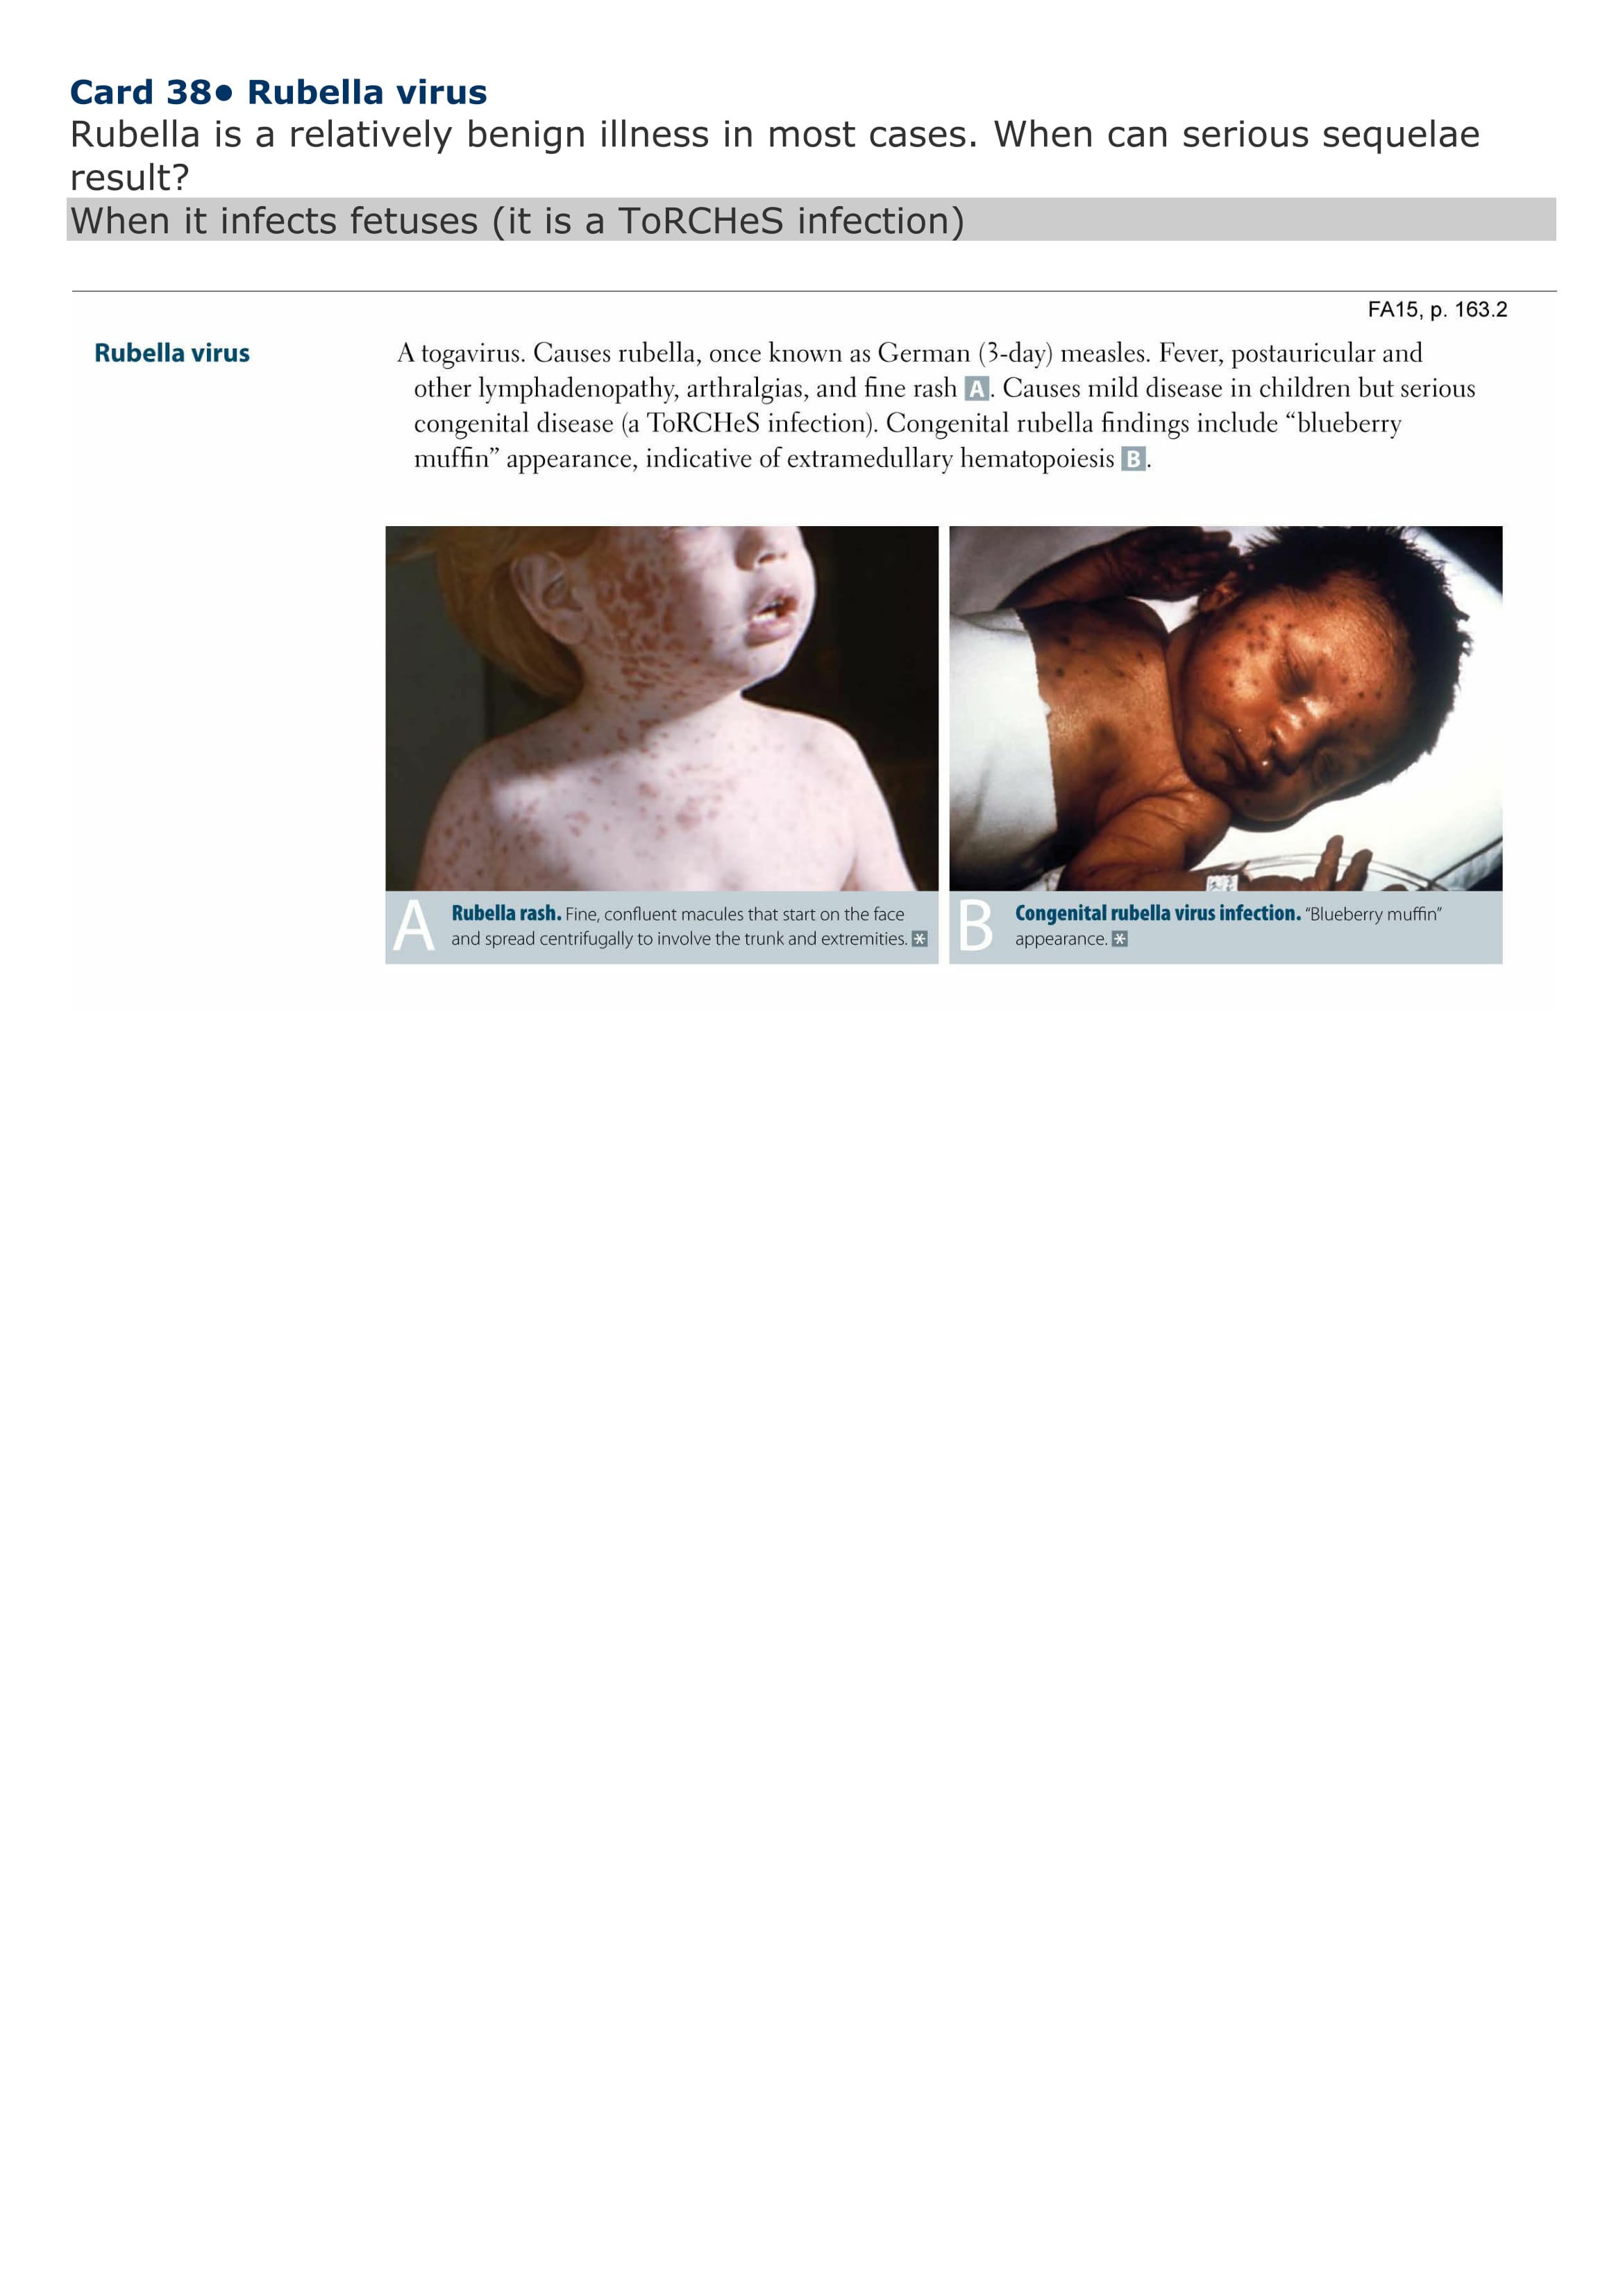 Card 38• Rubella virus
Rubella is a relatively benign illness in most cases. When can serious sequelae
result?
When it infects fetuses (it is a ToRCHeS infection)
FA15, p. 163.2
Rubella virus
A togavirus. Causes rubella, once known as German (3-day) measles. Fever, postauricular and
other lymphadenopathy, arthralgias, and fine rash A. Causes mild disease in children but serious
congenital disease (a ToRCHeS infection). Congenital rubella findings include “blueberry
muffin” appearance, indicative of extramedullary hematopoiesis B.
A
Rubella rash. Fine, confluent macules that start on the face
and spread centrifugally to involve the trunk and extremities. *
B
Congenital rubella virus infection. “Blueberry muffin”
appearance. *